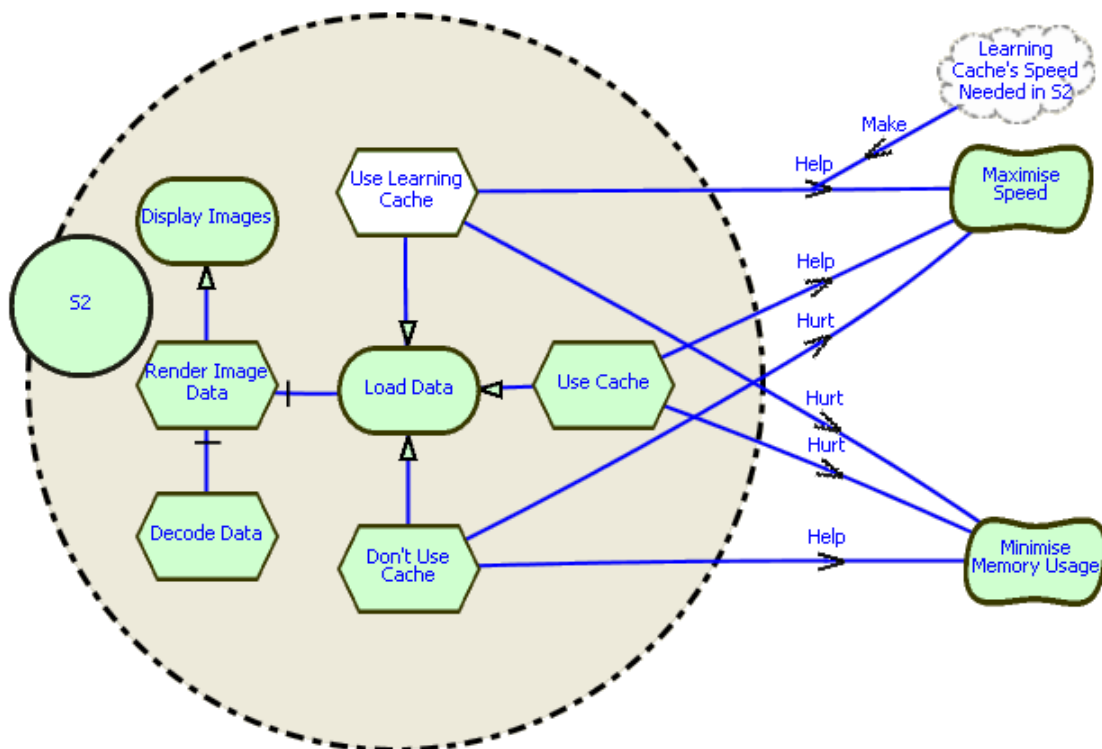 Learning
Cache's Speed
Needed in S2
Make
Help
Maximise
Speed
Use Learning
Cache
Display Images
S2
Help
Hurt
Render Image
Data
Load Data
Use Cache
Hurt
Hurt
Decode Data
Don't Use
Cache
Help
Minimise
Memory Usage